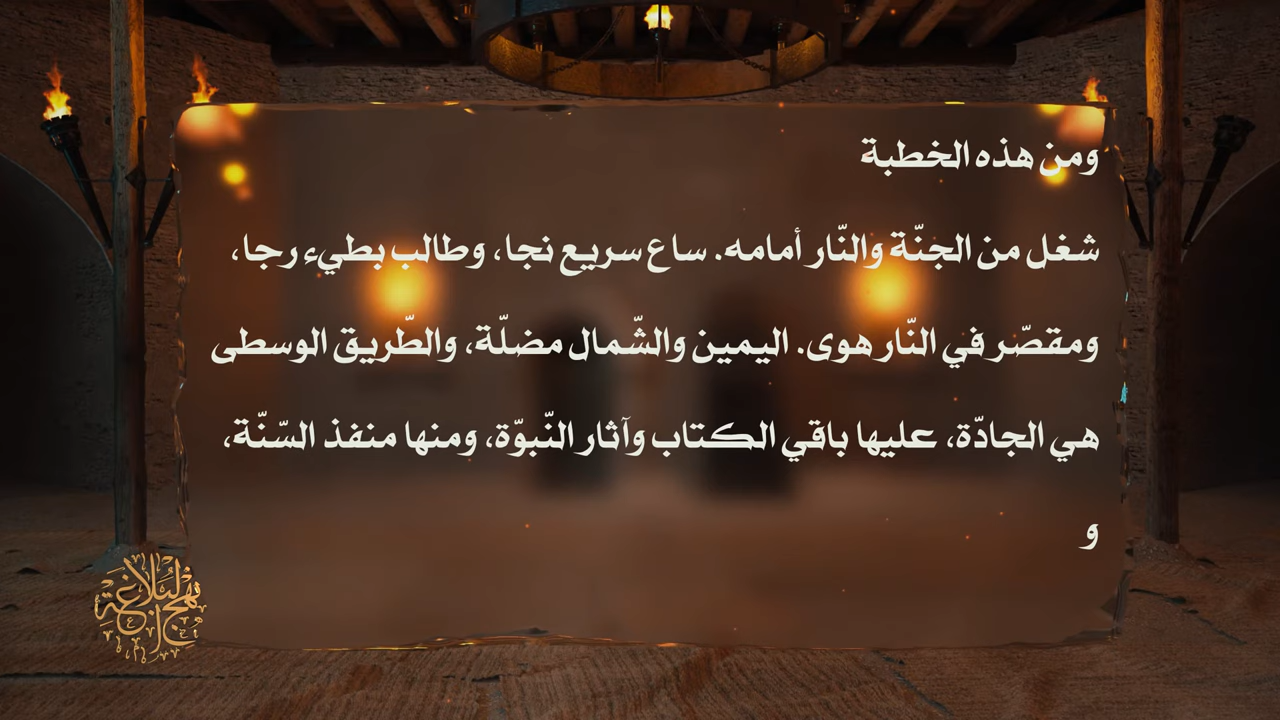 ومن هذه الخطبة
شغل من الجنّة والنّار أمامه. ساع سريع نجا، وطالب بطيء رجا،
ومقصّر في النّار هوى. اليمين والشّمال مضلّة، والطّريق الوسطى
هي الجادّة، عليها باقي الكتاب وآثار النّبوّة، ومنها منفذ السّنّة،
و
نهج البلاغة